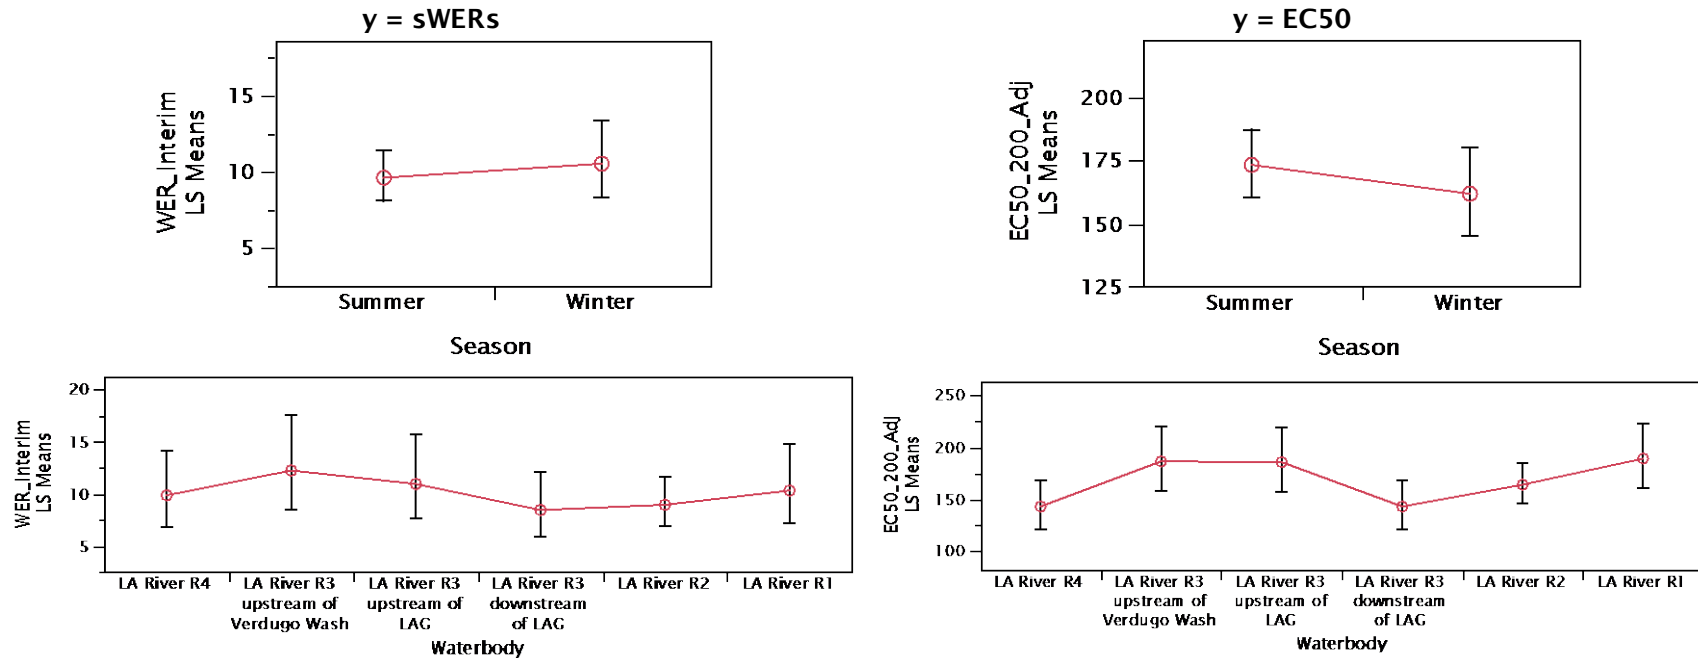 y = sWERs
WER_Interim
LS Means
15
10
5
Summer
Winter
Season
y = EC50
EC50_200_Adj
LS Means
200
175
150
125
Summer
Winter
Season
WER_Interim
LS Means
20
15
10
5
LA River R4
LA River R3
upstream of
Verdugo Wash
LA River R3
upstream of
LAG
LA River R3
downstream
of LAG
LA River R2
LA River R1
Waterbody
EC50_200_Adj
LS Means
250
200
150
100
LA River R4
LA River R3
upstream of
Verdugo Wash
LA River R3
upstream of
LAG
LA River R3
downstream
of LAG
LA River R2
LA River R1
Waterbody